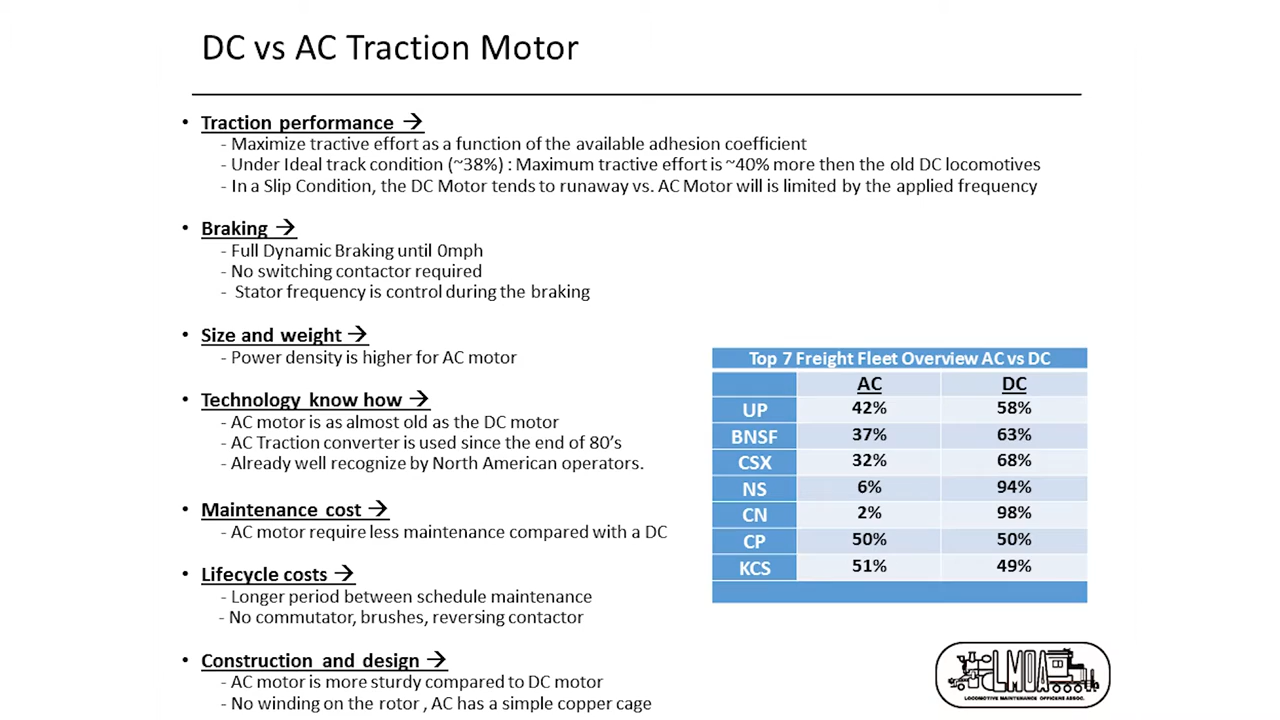 DC vs AC Traction Motor
• Traction performance →
- Maximize tractive effort as a function of the available adhesion coefficient
- Under Ideal track condition (~38%) : Maximum tractive effort is ~40% more then the old DC locomotives
- In a Slip Condition, the DC Motor tends to runaway vs. AC Motor will is limited by the applied frequency
• Braking →
- Full Dynamic Braking until 0mph
- No switching contactor required
- Stator frequency is control during the braking
• Size and weight →
- Power density is higher for AC motor
• Technology know how →
- AC motor is as almost old as the DC motor
- AC Traction converter is used since the end of 80's
- Already well recognize by North American operators.
• Maintenance cost →
- AC motor require less maintenance compared with a DC
• Lifecycle costs →
- Longer period between schedule maintenance
- No commutator, brushes, reversing contactor
• Construction and design →
- AC motor is more sturdy compared to DC motor
- No winding on the rotor , AC has a simple copper cage
Top 7 Freight Fleet Overview AC vs DC
AC DC
UP 42% 58%
BNSF 37% 63%
CSX 32% 68%
NS 6% 94%
CN 2% 98%
CP 50% 50%
KCS 51% 49%
LMOA
LOCOMOTIVE MAINTENANCE OFFICERS ASSOC.